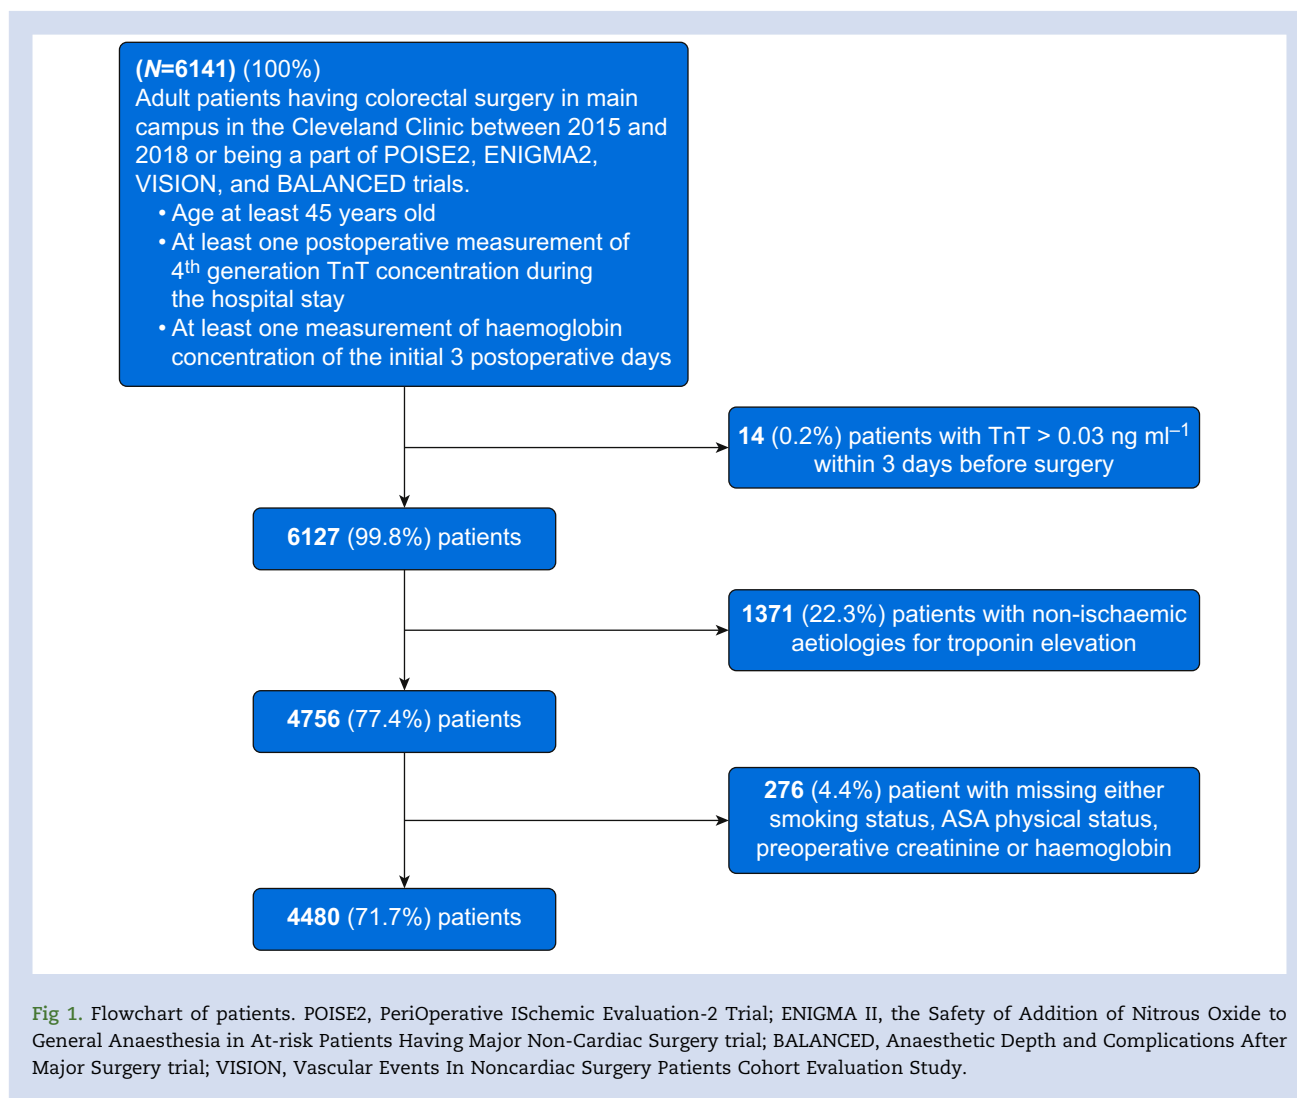 (N=6141) (100%)
Adult patients having colorectal surgery in main
campus in the Cleveland Clinic between 2015 and
2018 or being a part of POISE2, ENIGMA2,
VISION, and BALANCED trials.
• Age at least 45 years old
• At least one postoperative measurement of
4th generation TnT concentration during
the hospital stay
• At least one measurement of haemoglobin
concentration of the initial 3 postoperative days
14 (0.2%) patients with TnT > 0.03 ng ml–1
within 3 days before surgery
6127 (99.8%) patients
1371 (22.3%) patients with non-ischaemic
aetiologies for troponin elevation
4756 (77.4%) patients
276 (4.4%) patient with missing either
smoking status, ASA physical status,
preoperative creatinine or haemoglobin
4480 (71.7%) patients
Fig 1. Flowchart of patients. POISE2, PeriOperative ISchemic Evaluation-2 Trial; ENIGMA II, the Safety of Addition of Nitrous Oxide to
General Anaesthesia in At-risk Patients Having Major Non-Cardiac Surgery trial; BALANCED, Anaesthetic Depth and Complications After
Major Surgery trial; VISION, Vascular Events In Noncardiac Surgery Patients Cohort Evaluation Study.